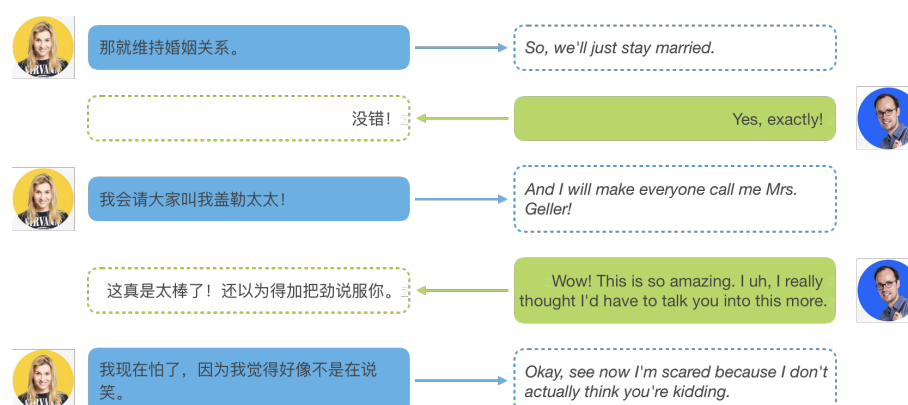 那就维持婚姻关系。
So, we'll just stay married.
没错！
Yes, exactly!
我会请大家叫我盖勒太太！
And I will make everyone call me Mrs.
Geller!
这真是太棒了！还以为得加把劲说服你。
Wow! This is so amazing. I uh, I really
thought I'd have to talk you into this more.
我现在怕了，因为我觉得好像不是在说
笑。
Okay, see now I'm scared because I don't
actually think you're kidding.